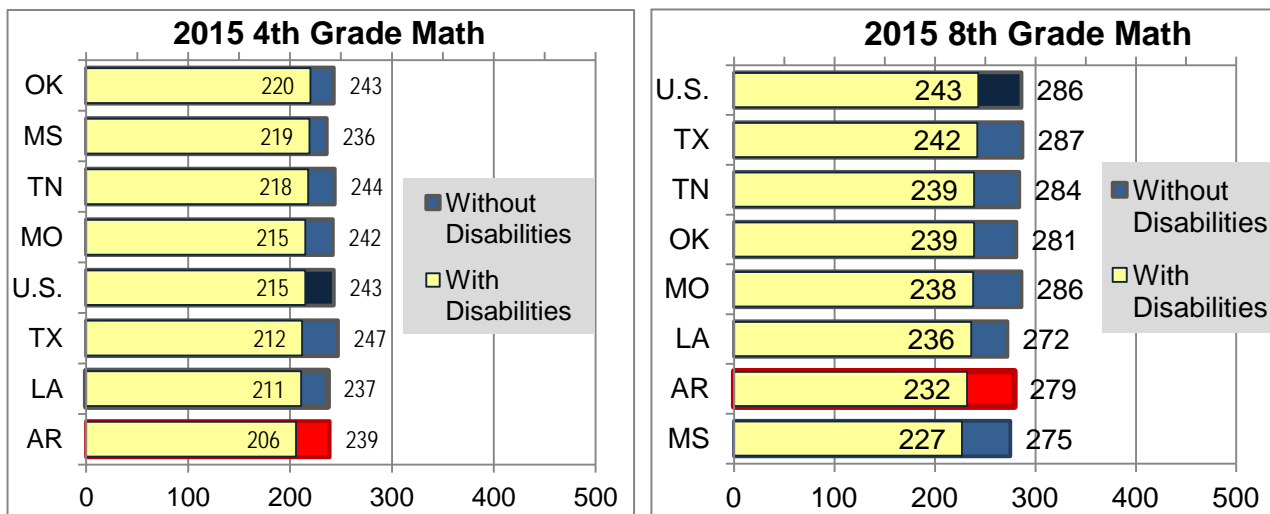 2015 4th Grade Math
OK 220 243
MS 219 236
TN 218 244
MO 215 242
U.S. 215 243
TX 212 247
LA 211 237
AR 206 239
0 100 200 300 400 500
Without
Disabilities
With
Disabilities
2015 8th Grade Math
U.S. 243 286
TX 242 287
TN 239 284
OK 239 281
MO 238 286
LA 236 272
AR 232 279
MS 227 275
0 100 200 300 400 500
Without
Disabilities
With
Disabilities